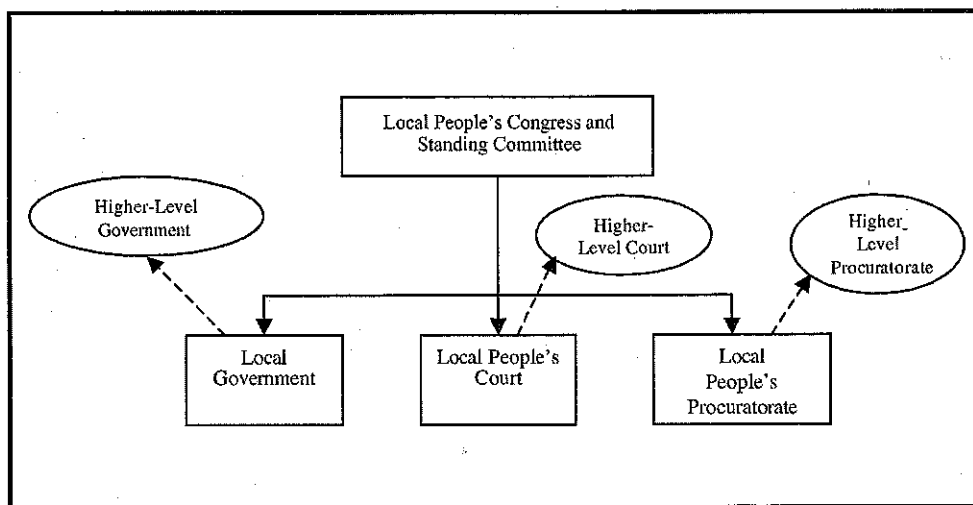 Local People's Congress and
Standing Committee
Higher-Level
Government
Higher-
Level Court
Higher-
Level
Procuratorate
Local
Government
Local People's
Court
Local
People's
Procuratorate